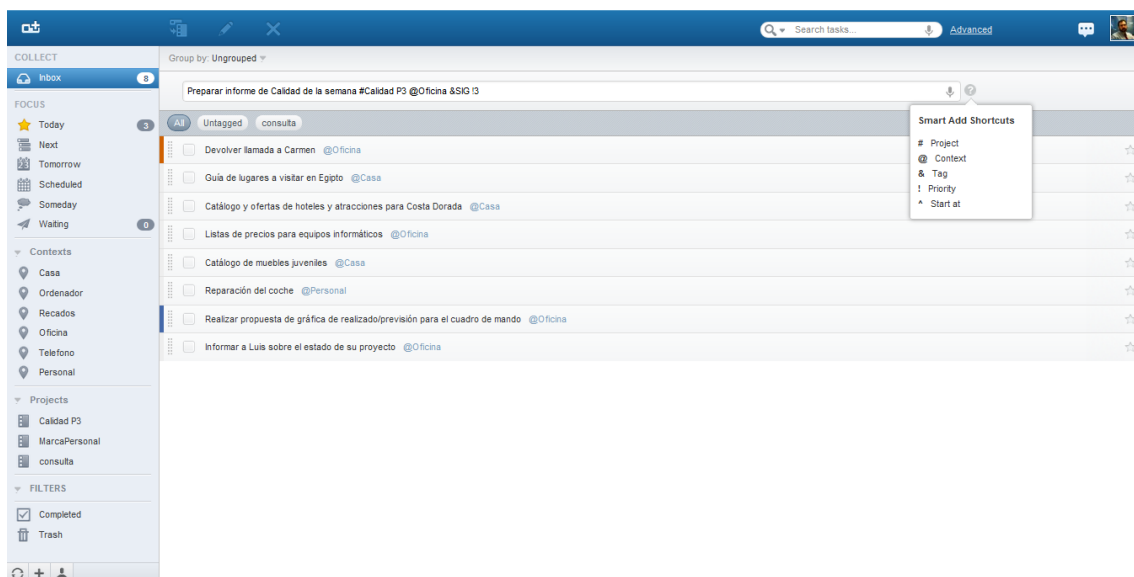 Search tasks...
Advanced
COLLECT
Inbox 8
FOCUS
Today 3
Next
Tomorrow
Scheduled
Someday
Waiting 0
Contexts
Casa
Ordenador
Recados
Oficina
Telefono
Personal
Projects
Calidad P3
MarcaPersonal
consulta
FILTERS
Completed
Trash
Group by: Ungrouped
Preparar informe de Calidad de la semana #Calidad P3 @Oficina &SIG !3
All Untagged consulta
Devolver llamada a Carmen @Oficina
Guía de lugares a visitar en Egipto @Casa
Catálogo y ofertas de hoteles y atracciones para Costa Dorada @Casa
Listas de precios para equipos informáticos @Oficina
Catálogo de muebles juveniles @Casa
Reparación del coche @Personal
Realizar propuesta de gráfica de realizado/previsión para el cuadro de mando @Oficina
Informar a Luis sobre el estado de su proyecto @Oficina
Smart Add Shortcuts
# Project
@ Context
& Tag
! Priority
^ Start at